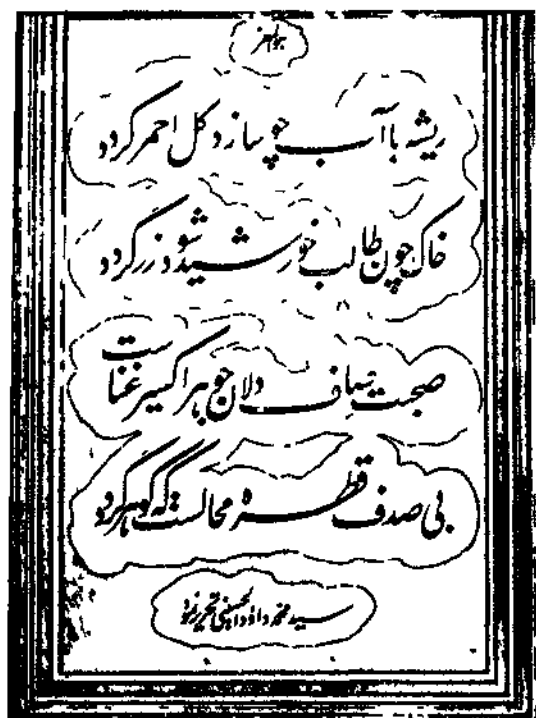 هوالعزیز
ریشه با آب چو سازد گل احمر گردد
خاک چون طالب خورشید شود زر گردد
صحبت صاف دلان جوهر اکسیر غناست
بی صدف قطره محالست که گوهر گردد
سید محمد داؤد الحسینی تحریر نمود